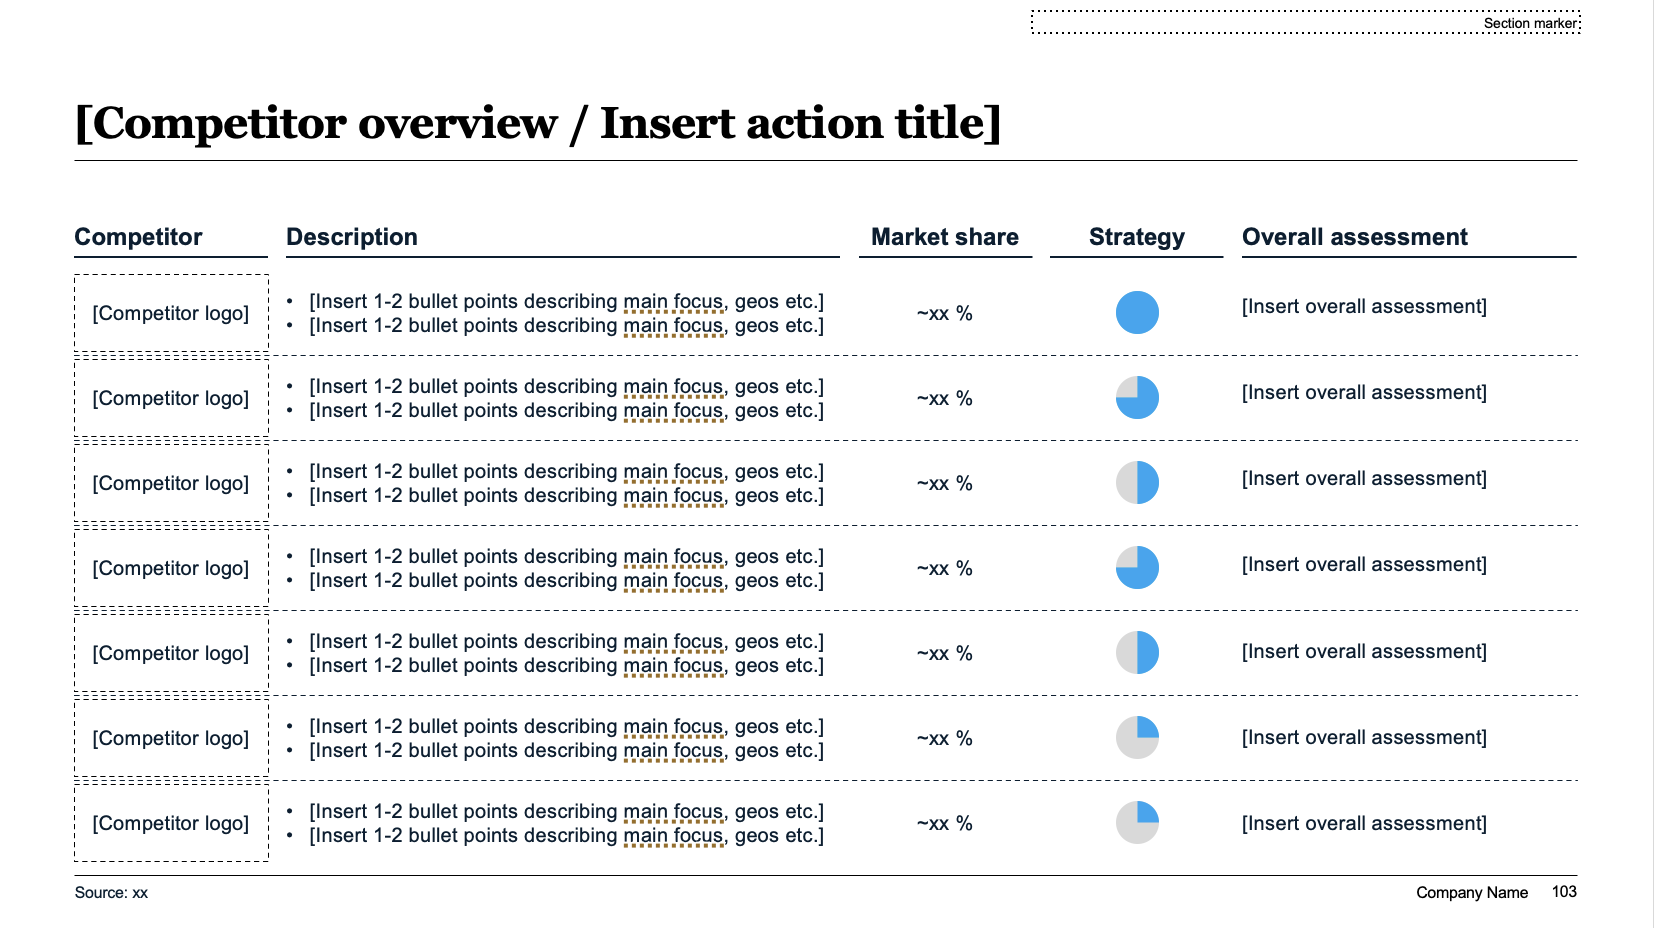 Section marker
[Competitor overview / Insert action title]
Competitor Description Market share Strategy Overall assessment
[Competitor logo]
• [Insert 1-2 bullet points describing main focus, geos etc.]
• [Insert 1-2 bullet points describing main focus, geos etc.]
~xx %
[Insert overall assessment]
[Competitor logo]
• [Insert 1-2 bullet points describing main focus, geos etc.]
• [Insert 1-2 bullet points describing main focus, geos etc.]
~xx %
[Insert overall assessment]
[Competitor logo]
• [Insert 1-2 bullet points describing main focus, geos etc.]
• [Insert 1-2 bullet points describing main focus, geos etc.]
~xx %
[Insert overall assessment]
[Competitor logo]
• [Insert 1-2 bullet points describing main focus, geos etc.]
• [Insert 1-2 bullet points describing main focus, geos etc.]
~xx %
[Insert overall assessment]
[Competitor logo]
• [Insert 1-2 bullet points describing main focus, geos etc.]
• [Insert 1-2 bullet points describing main focus, geos etc.]
~xx %
[Insert overall assessment]
[Competitor logo]
• [Insert 1-2 bullet points describing main focus, geos etc.]
• [Insert 1-2 bullet points describing main focus, geos etc.]
~xx %
[Insert overall assessment]
[Competitor logo]
• [Insert 1-2 bullet points describing main focus, geos etc.]
• [Insert 1-2 bullet points describing main focus, geos etc.]
~xx %
[Insert overall assessment]
Source: xx
Company Name 103